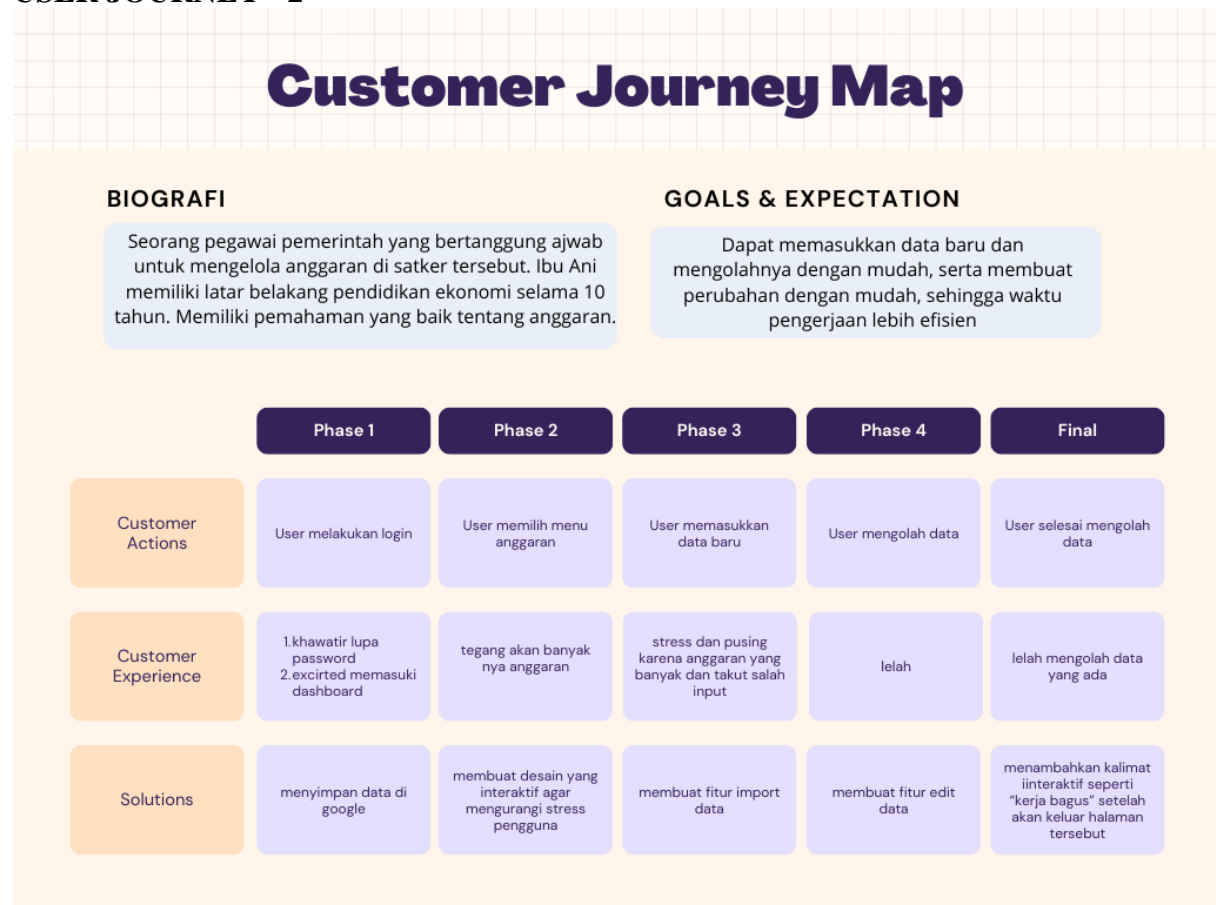 USER JOURNEY - 2
Customer Journey Map
BIOGRAFI
Seorang pegawai pemerintah yang bertanggung ajwab
untuk mengelola anggaran di satker tersebut. Ibu Ani
memiliki latar belakang pendidikan ekonomi selama 10
tahun. Memiliki pemahaman yang baik tentang anggaran.
GOALS & EXPECTATION
Dapat memasukkan data baru dan
mengolahnya dengan mudah, serta membuat
perubahan dengan mudah, sehingga waktu
pengerjaan lebih efisien
Phase 1
Phase 2
Phase 3
Phase 4
Final
Customer
Actions
User melakukan login
User memilih menu
anggaran
User memasukkan
data baru
User mengolah data
User selesai mengolah
data
Customer
Experience
1.khawatir lupa
password
2.excirted memasuki
dashboard
tegang akan banyak
nya anggaran
stress dan pusing
karena anggaran yang
banyak dan takut salah
input
lelah
lelah mengolah data
yang ada
Solutions
menyimpan data di
google
membuat desain yang
interaktif agar
mengurangi stress
pengguna
membuat fitur import
data
membuat fitur edit
data
menambahkan kalimat
iinteraktif seperti
“kerja bagus” setelah
akan keluar halaman
tersebut